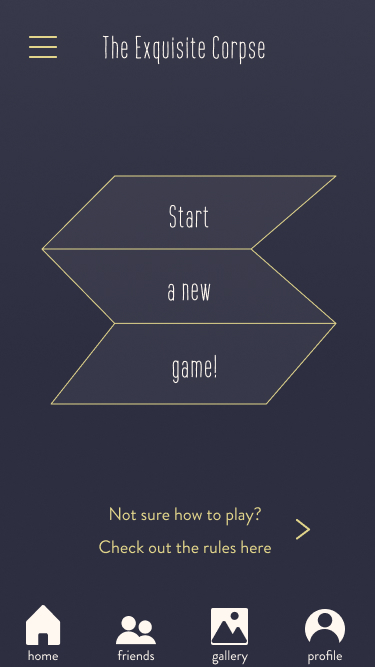 The Exquisite Corpse
Start
a new
game!
Not sure how to play?
Check out the rules here
home
friends
gallery
profile